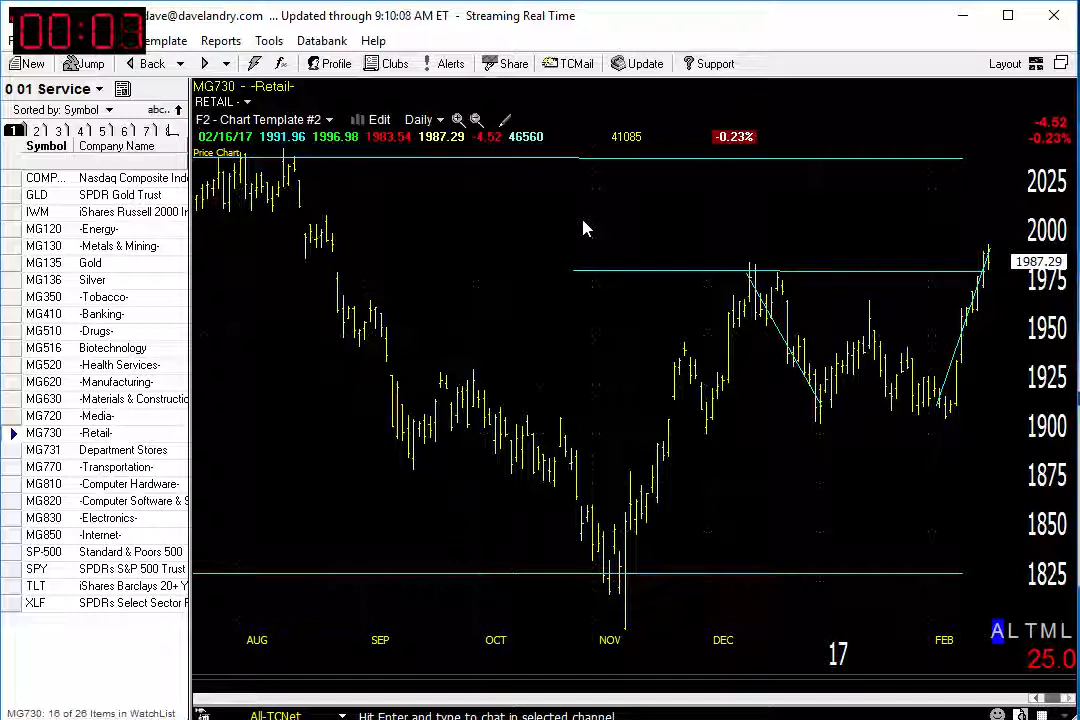 dave@davelandry.com ... Updated through 9:10:08 AM ET - Streaming Real Time
Template Reports Tools Databank Help
New Jump Back Profile Clubs Alerts Share TCMail Update Support Layout
0 01 Service
Sorted by: Symbol abc..
1 2 3 4 5 6 7
Symbol Company Name
COMP... Nasdaq Composite Inde
GLD SPDR Gold Trust
IWM iShares Russell 2000 In
MG120 -Energy-
MG130 -Metals & Mining-
MG135 Gold
MG136 Silver
MG350 -Tobacco-
MG410 -Banking-
MG510 -Drugs-
MG516 Biotechnology
MG520 -Health Services-
MG620 -Manufacturing-
MG630 -Materials & Constructio
MG720 -Media-
MG730 -Retail-
MG731 Department Stores
MG770 -Transportation-
MG810 -Computer Hardware-
MG820 -Computer Software & S
MG830 -Electronics-
MG850 -Internet-
SP-500 Standard & Poors 500
SPY SPDRs S&P 500 Trust
TLT iShares Barclays 20+ Y
XLF SPDRs Select Sector F
MG730: 16 of 26 Items in WatchList
MG730 - -Retail-
RETAIL -
F2 - Chart Template #2 Edit Daily
02/16/17 1991.96 1996.98 1983.54 1987.29 -4.52 46560 41085 -0.23%
Price Chart
-4.52
-0.23%
2025
2000
1987.29
1975
1950
1925
1900
1875
1850
1825
AUG SEP OCT NOV DEC 17 FEB
A L T M L
25.0
All-TCNet Hit Enter and type to chat in selected channel